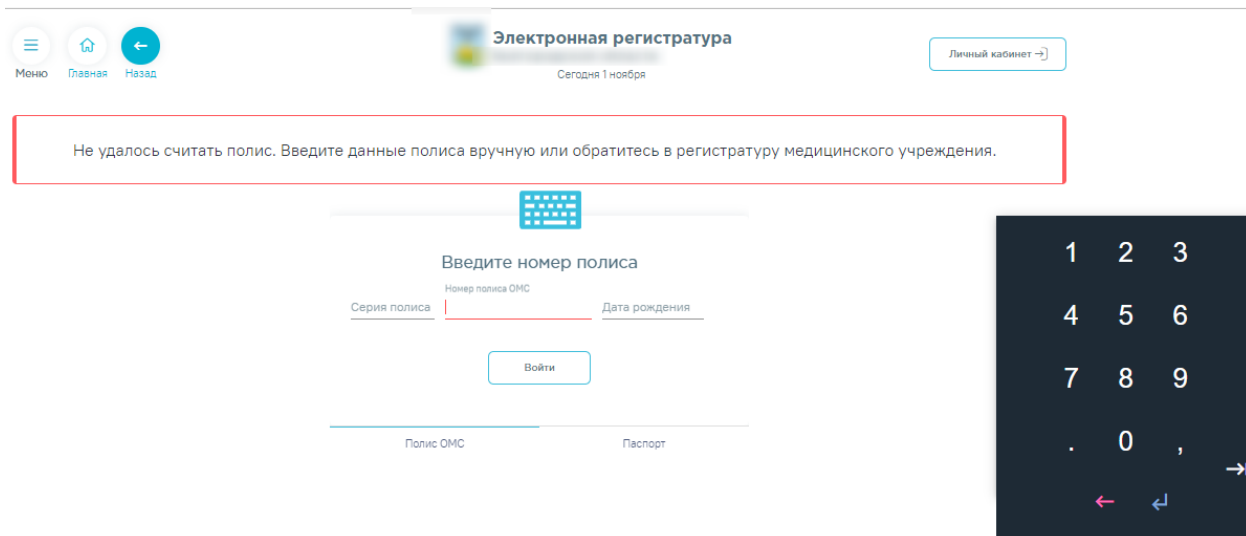 Электронная регистратура
Сегодня 1 ноября
Меню Главная Назад
Личный кабинет
Не удалось считать полис. Введите данные полиса вручную или обратитесь в регистратуру медицинского учреждения.
Введите номер полиса
Номер полиса ОМС
Серия полиса Дата рождения
Войти
Полис ОМС Паспорт
1 2 3
4 5 6
7 8 9
. 0 ,